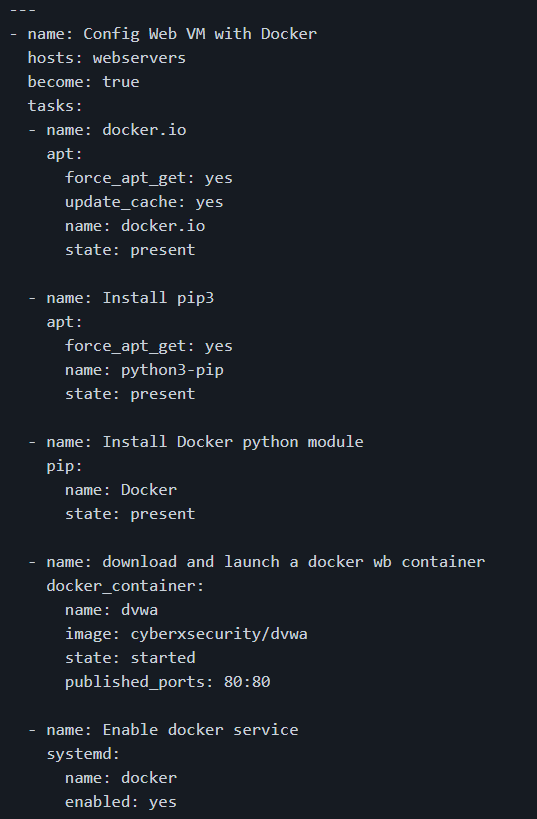 ---
- name: Config Web VM with Docker
  hosts: webservers
  become: true
  tasks:
  - name: docker.io
    apt:
      force_apt_get: yes
      update_cache: yes
      name: docker.io
      state: present

  - name: Install pip3
    apt:
      force_apt_get: yes
      name: python3-pip
      state: present

  - name: Install Docker python module
    pip:
      name: Docker
      state: present

  - name: download and launch a docker wb container
    docker_container:
      name: dvwa
      image: cyberxsecurity/dvwa
      state: started
      published_ports: 80:80

  - name: Enable docker service
    systemd:
      name: docker
      enabled: yes